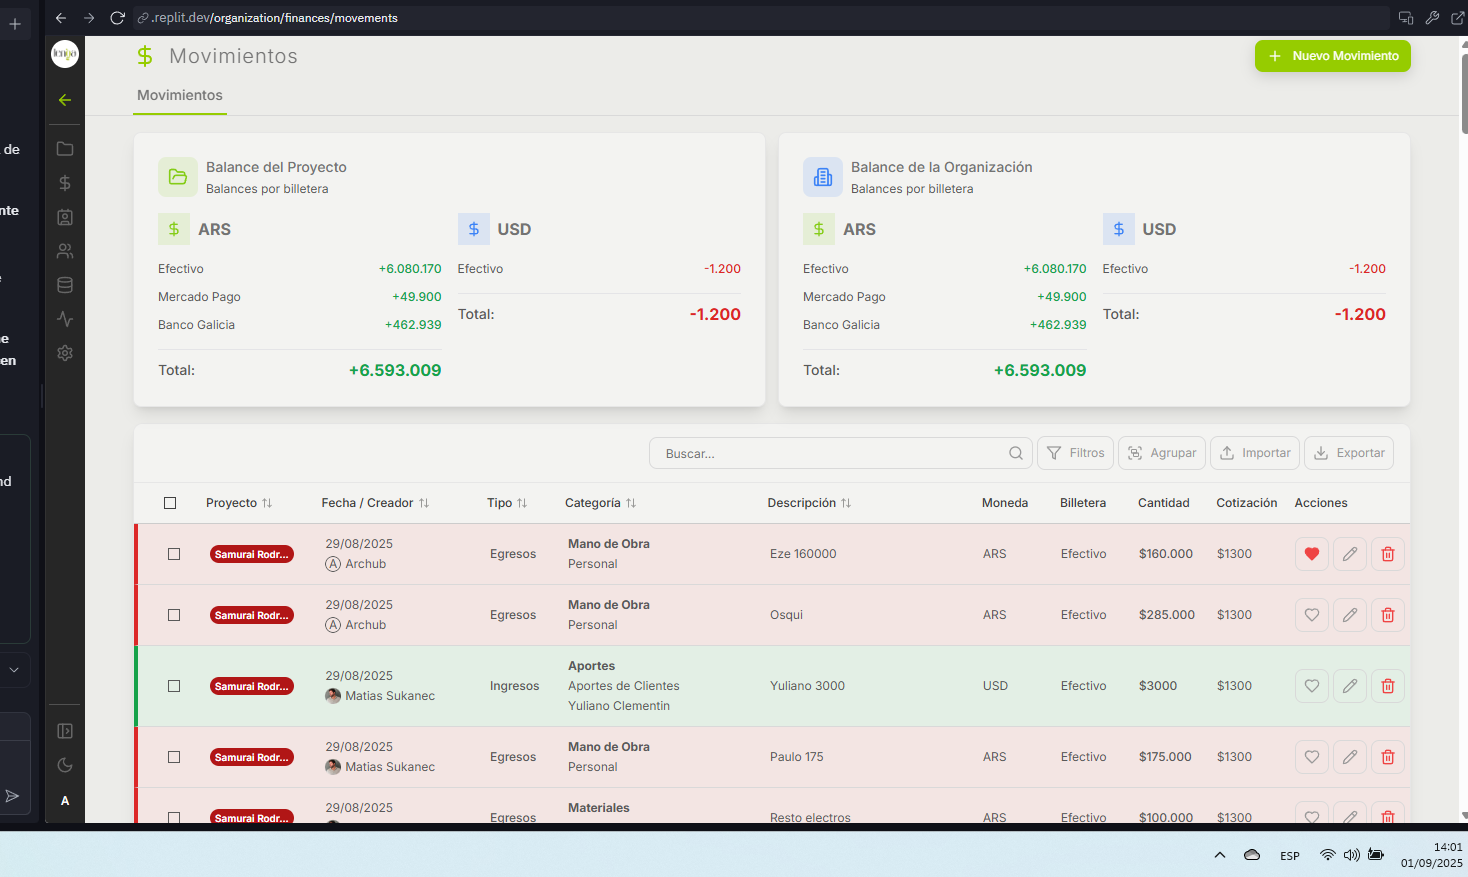 .replit.dev/organization/finances/movements
de
nte
en
nd
Movimientos
Nuevo Movimiento
Movimientos
Balance del Proyecto
Balances por billetera
ARS
Efectivo +6.080.170
Mercado Pago +49.900
Banco Galicia +462.939
Total: +6.593.009
USD
Efectivo -1.200
Total: -1.200
Balance de la Organización
Balances por billetera
ARS
Efectivo +6.080.170
Mercado Pago +49.900
Banco Galicia +462.939
Total: +6.593.009
USD
Efectivo -1.200
Total: -1.200
Buscar... Filtros Agrupar Importar Exportar
Proyecto Fecha / Creador Tipo Categoría Descripción Moneda Billetera Cantidad Cotización Acciones
Samurai Rodr... 29/08/2025 A Archub Egresos Mano de Obra Personal Eze 160000 ARS Efectivo $160.000 $1300
Samurai Rodr... 29/08/2025 A Archub Egresos Mano de Obra Personal Osqui ARS Efectivo $285.000 $1300
Samurai Rodr... 29/08/2025 Matias Sukanec Ingresos Aportes Aportes de Clientes Yuliano Clementin Yuliano 3000 USD Efectivo $3000 $1300
Samurai Rodr... 29/08/2025 Matias Sukanec Egresos Mano de Obra Personal Paulo 175 ARS Efectivo $175.000 $1300
Samurai Rodr... 29/08/2025 Egresos Materiales Resto electros ARS Efectivo $100.000 $1300
A
ESP
14:01
01/09/2025